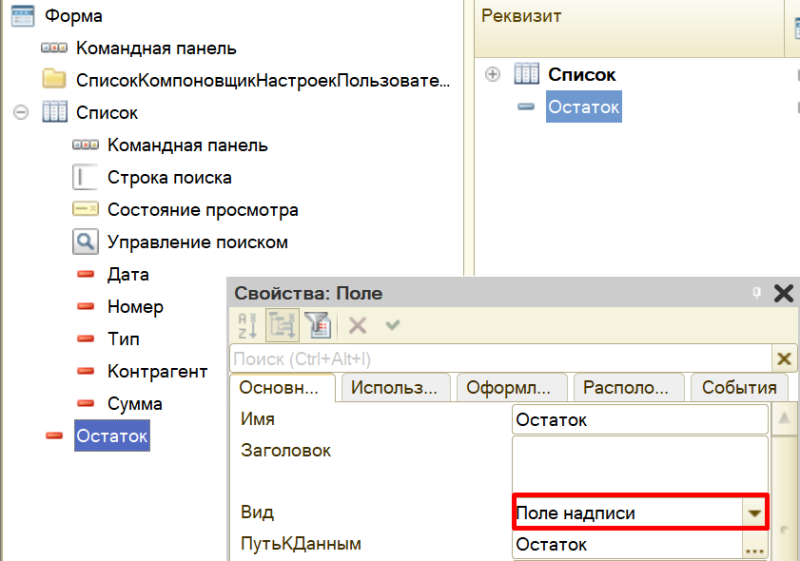 Форма
Командная панель
СписокКомпоновщикНастроекПользовате...
Список
Командная панель
Строка поиска
Состояние просмотра
Управление поиском
Дата
Номер
Тип
Контрагент
Сумма
Остаток
Реквизит
Список
Остаток
Свойства: Поле
Поиск (Ctrl+Alt+I)
Основн... Использ... Оформл... Располо... События
Имя Остаток
Заголовок
Вид Поле надписи
ПутьКДанным Остаток ...